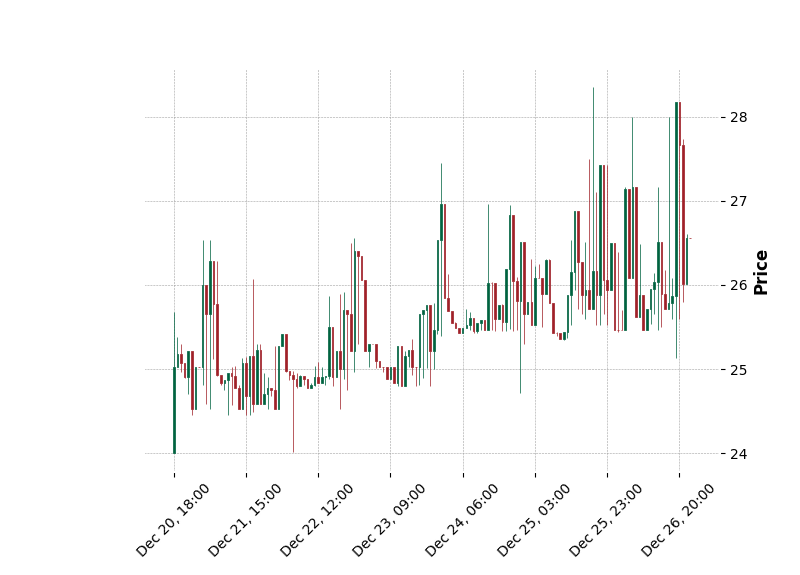 28
27
26
25
24
Price
Dec 20, 18:00
Dec 21, 15:00
Dec 22, 12:00
Dec 23, 09:00
Dec 24, 06:00
Dec 25, 03:00
Dec 25, 23:00
Dec 26, 20:00